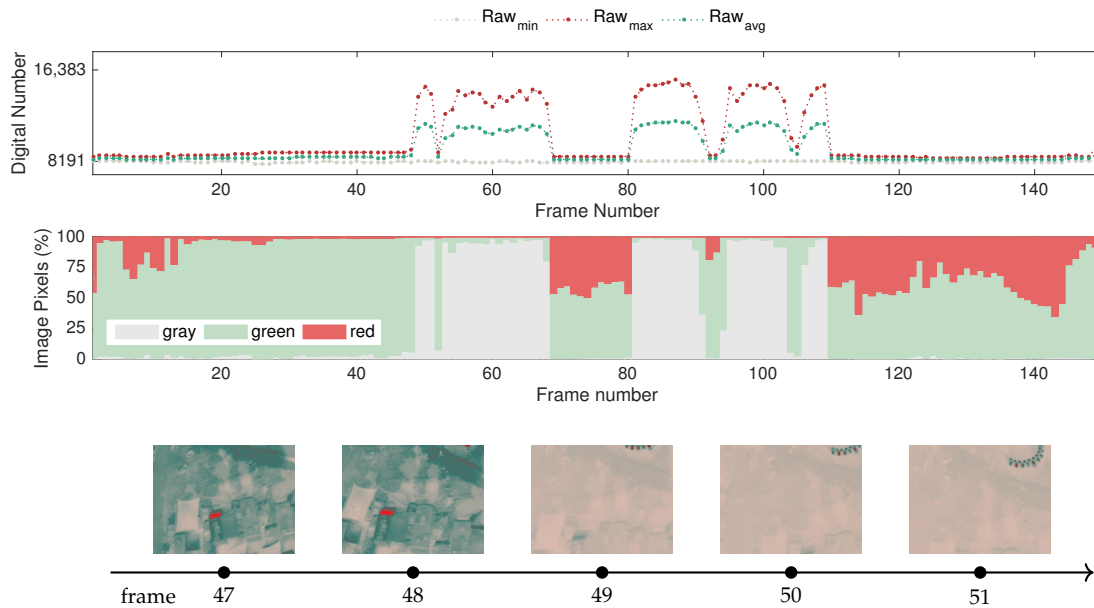 Raw_min Raw_max Raw_avg
Digital Number
16,383
8191
20 40 60 80 100 120 140
Frame Number
Image Pixels (%)
100
75
50
25
0
gray green red
20 40 60 80 100 120 140
Frame number
frame 47 48 49 50 51